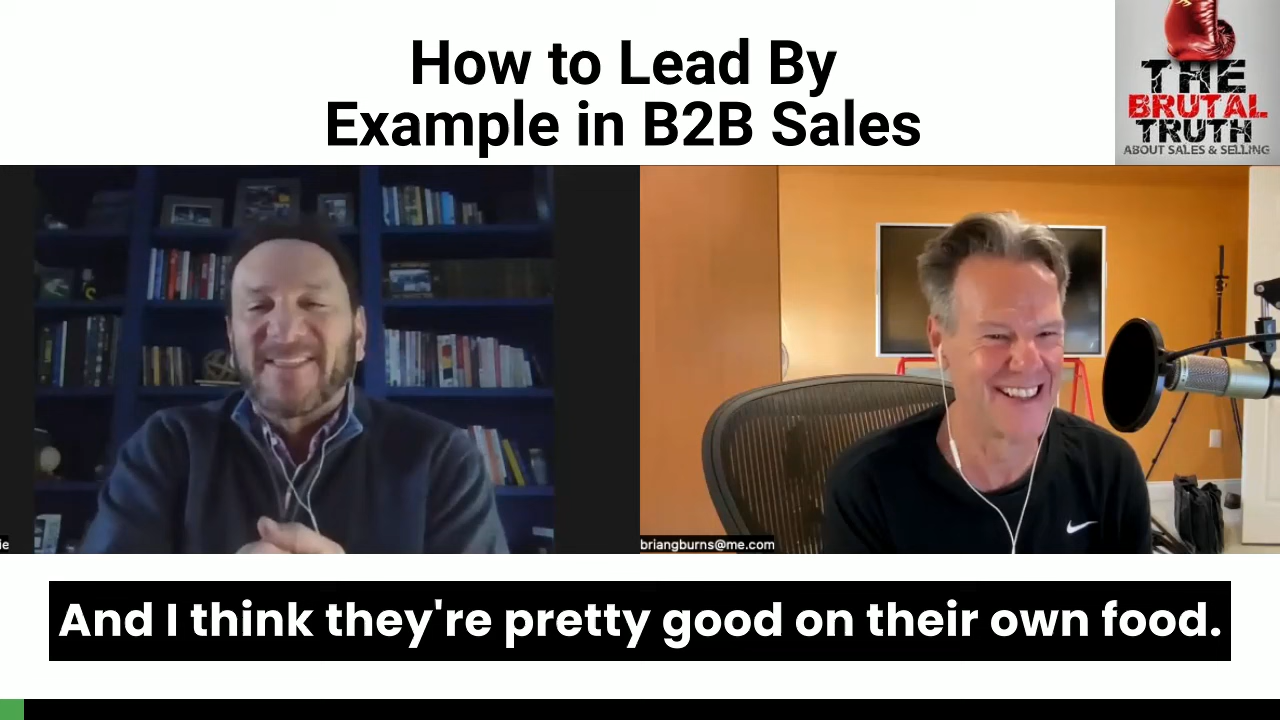 How to Lead By
Example in B2B Sales
THE
BRUTAL
TRUTH
ABOUT SALES & SELLING
ie
briangburns@me.com
And I think they're pretty good on their own food.